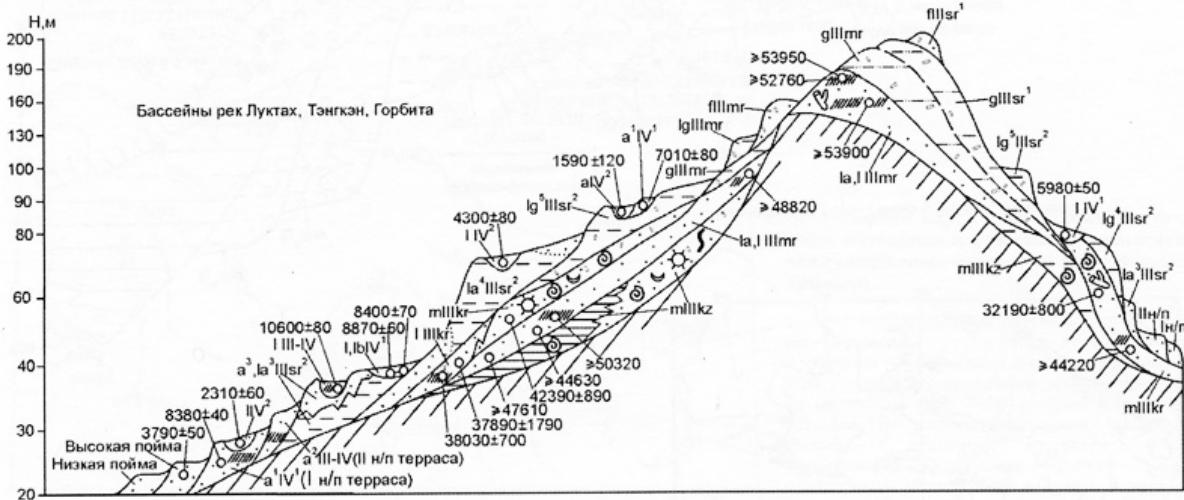 Н,м
200
190
160
130
100
90
80
60
40
30
20
Бассейны рек Луктах, Тэнгкэн, Горбита
fIIIsr¹
gIIImr
≥53950
≥52760
gIIIsr¹
fIIImr
lgIIImr
a¹IV¹
1590±120
7010±80
aIV²
gIIImr
≥53900
la,l IIImr
lg⁵IIIsr²
lg⁵IIIsr²
4300±80
l IV²
≥48820
5980±50
l IV¹
lg⁴IIIsr²
la,l IIImr
la⁴IIIsr²
mIIIkr
mIIIkz
mIIIkz
la³IIIsr²
32190±800
8400±70
8870±60
l,lbIV¹
l IIIkr
10600±80
l III-IV
a³,la³IIIsr²
IIн/п
Iн/п
≥50320
≥44630
42390±890
≥44220
2310±60
lIV²
≥47610
37890±1790
38030±700
mIIIkr
8380±40
3790±50
Высокая пойма
Низкая пойма
a²III-IV(II н/п терраса)
a¹IV¹(I н/п терраса)